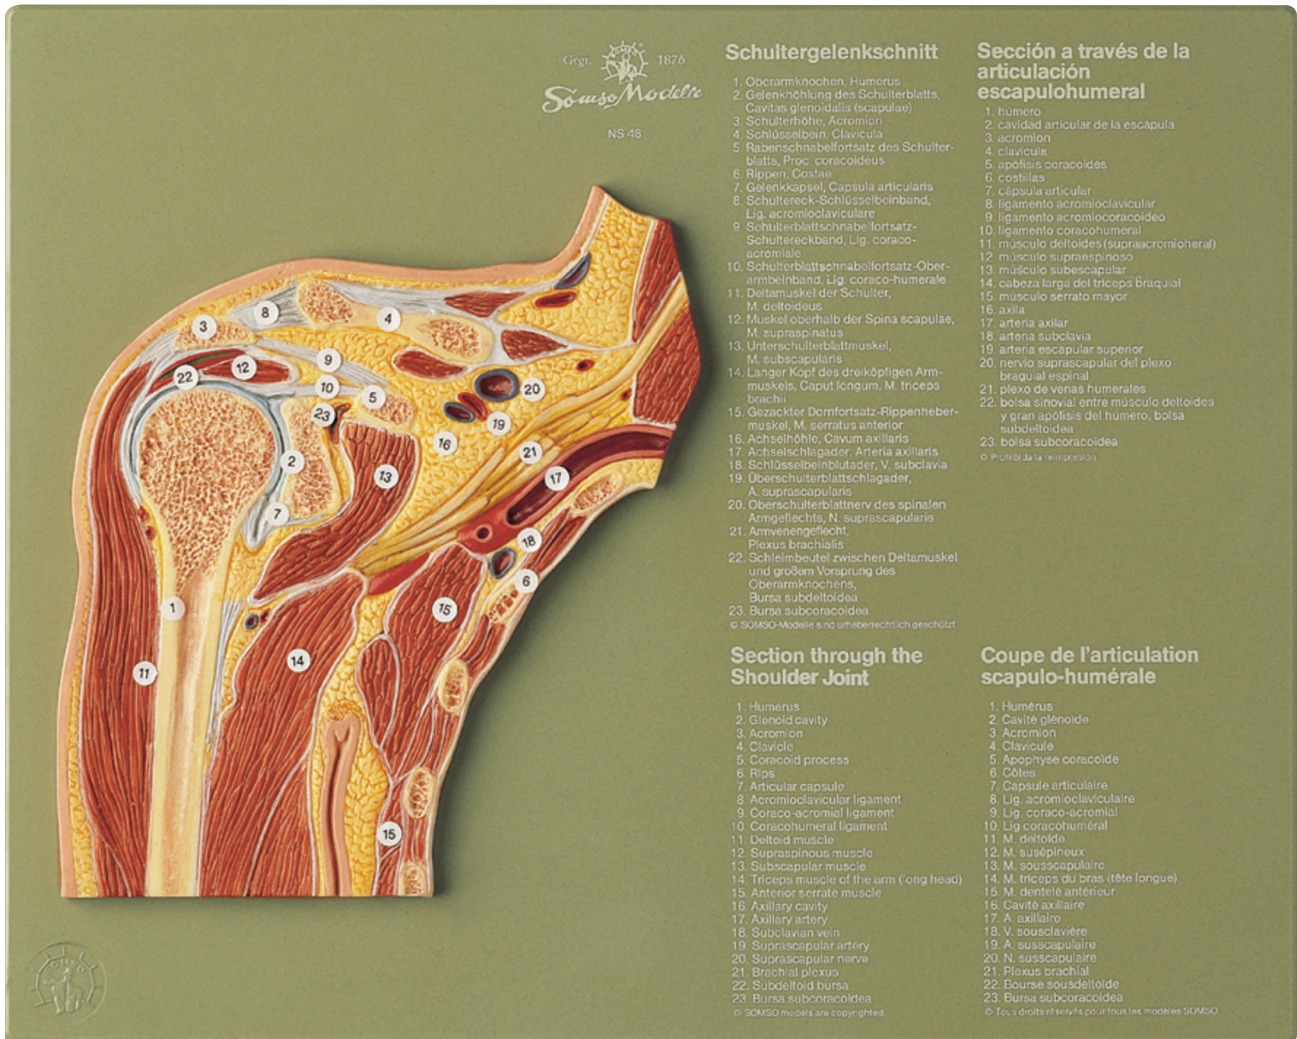 Gegr. 1876
SOMSO
Somso Modelle
NS 48
Schultergelenkschnitt
1. Oberarmknochen, Humerus
2. Gelenkhöhlung des Schulterblatts,
Cavitas glenoidalis (scapulae)
3. Schulterhöhe, Acromion
4. Schlüsselbein, Clavicula
5. Rabenschnabelfortsatz des Schulter-
blatts, Proc. coracoideus
6. Rippen, Costae
7. Gelenkkapsel, Capsula articularis
8. Schultereck-Schlüsselbeinband,
Lig. acromioclaviculare
9. Schulterblattschnabelfortsatz-
Schultereckband, Lig. coraco-
acromiale
10. Schulterblattschnabelfortsatz-Ober-
armbeinband, Lig. coraco-humerale
11. Deltamuskel der Schulter,
M. deltoideus
12. Muskel oberhalb der Spina scapulae,
M. supraspinatus
13. Unterschulterblattmuskel,
M. subscapularis
14. Langer Kopf des dreiköpfigen Arm-
muskels, Caput longum, M. triceps
brachii
15. Gezackter Dornfortsatz-Rippenheber-
muskel, M. serratus anterior
16. Achselhöhle, Cavum axillaris
17. Achselschlagader, Arteria axillaris
18. Schlüsselbeinblutader, V. subclavia
19. Überschulterblattschlagader,
A. suprascapularis
20. Oberschulterblattnerv des spinalen
Armgeflechts, N. suprascapularis
21. Armvenengeflecht,
Plexus brachialis
22. Schleimbeutel zwischen Deltamuskel
und großem Vorsprung des
Oberarmknochens,
Bursa subdeltoidea
23. Bursa subcoracoidea
© SOMSO-Modelle sind urheberrechtlich geschützt.
Sección a través de la
articulación
escapulohumeral
1. húmero
2. cavidad articular de la escápula
3. acromion
4. clavícula
5. apófisis coracoides
6. costillas
7. cápsula articular
8. ligamento acromioclavicular
9. ligamento acromiocoracoideo
10. ligamento coracohumeral
11. músculo deltoides (supraacromioheral)
12 músculo supraespinoso
13. músculo subescapular
14. cabeza larga del triceps braquial
15. músculo serrato mayor
16. axila
17. arteria axilar
18. arteria subclavia
19. arteria escapular superior
20. nervio suprascapular del plexo
braquial espinal
21. plexo de venas humerales
22. bolsa sinovial entre músculo deltoides
y gran apófisis del húmero, bolsa
subdeltoidea
23. bolsa subcoracoidea
© Prohibida la reimpresión
Section through the
Shoulder Joint
1. Humerus
2. Glenoid cavity
3. Acromion
4. Clavicle
5. Coracoid process
6. Rips
7. Articular capsule
8 Acromioclavicular ligament
9. Coraco-acromial ligament
10. Coracohumeral ligament
11. Deltoid muscle
12. Supraspinous muscle
13. Subscapular muscle
14. Triceps muscle of the arm (long head)
15. Anterior serrate muscle
16. Axillary cavity
17. Axillary artery
18. Subclavian vein
19. Suprascapular artery
20. Suprascapular nerve
21. Brachial plexus
22. Subdeltoid bursa
23. Bursa subcoracoidea
© SOMSO models are copyrighted.
Coupe de l'articulation
scapulo-humérale
1. Humérus
2. Cavité glénoïde
3. Acromion
4. Clavicule
5. Apophyse coracoïde
6. Côtes
7. Capsule articulaire
8. Lig. acromioclaviculaire
9. Lig. coraco-acromial
10. Lig coracohuméral
11. M. deltoïde
12. M. susépineux
13. M. sousscapulaire
14. M. triceps du bras (tête longue)
15. M. dentelé antérieur
16. Cavité axillaire
17. A. axillaire
18. V. sousclavière
19. A. susscapulaire
20. N. susscapulaire
21. Plexus brachial
22. Bourse sousdeltoïde
23. Bursa subcoracoidea
© Tous droits réservés pour tous les modèles SOMSO
3
8
4
9
12
22
10
5
20
23
19
16
21
2
13
17
7
18
6
1
15
14
11
15
SOMSO